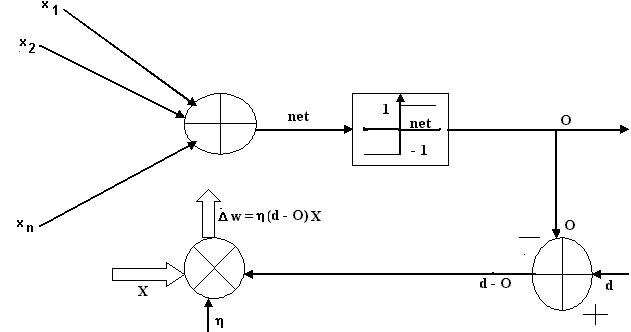 x1
x2
xn
net
1
net
- 1
O
O
Δ w = η (d - O) X
X
η
d - O
d